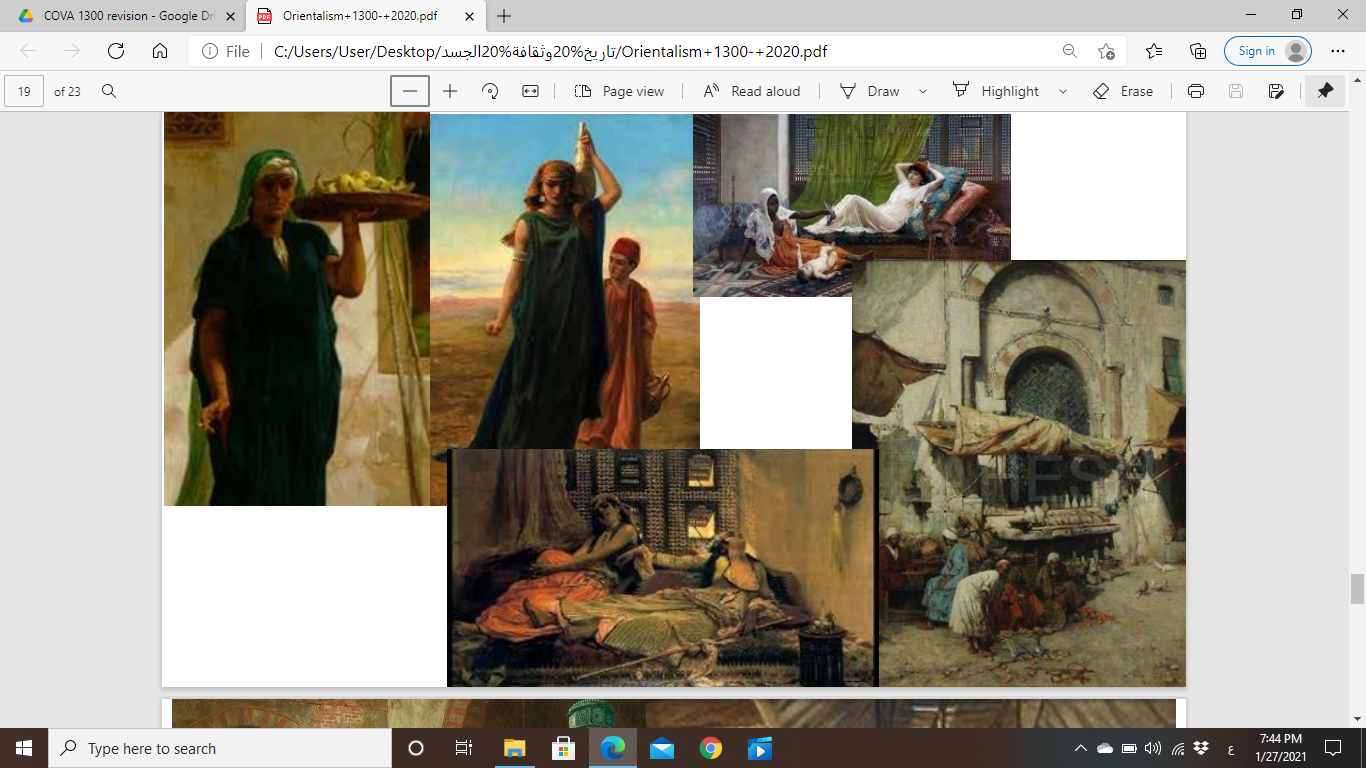 COVA 1300 revision - Google Dri
Orientalism+1300-+2020.pdf
File
C:/Users/User/Desktop/تاريخ%20وثقافة%20الجسد/Orientalism+1300-+2020.pdf
Sign in
19 of 23
Page view
Read aloud
Draw
Highlight
Erase
Type here to search
ع
7:44 PM
1/27/2021